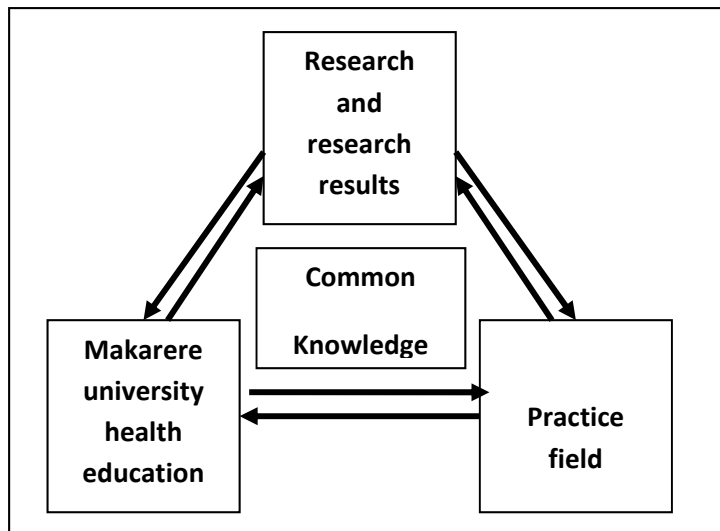 Research
and
research
results
Common
Knowledge
Makarere
university
health
education
Practice
field